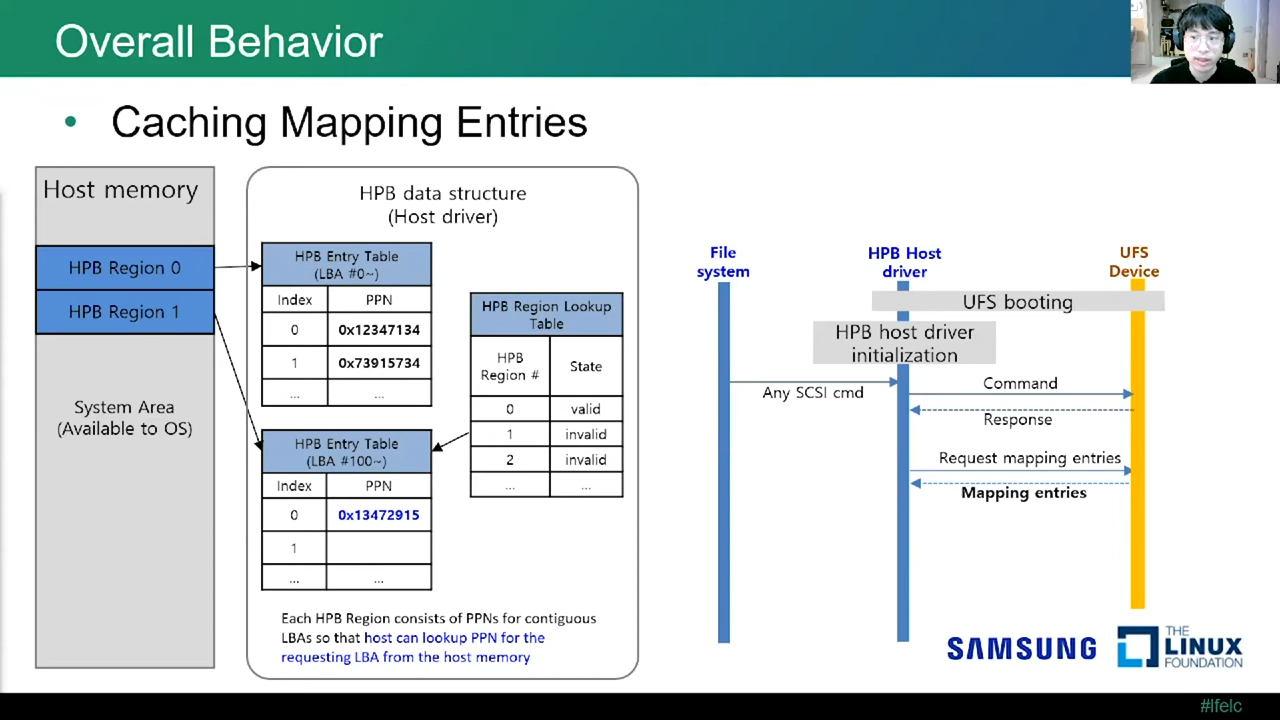 Overall Behavior
• Caching Mapping Entries
Host memory
HPB Region 0
HPB Region 1
System Area
(Available to OS)
HPB data structure
(Host driver)
HPB Entry Table
(LBA #0~)
Index PPN
0 0x12347134
1 0x73915734
... ...
HPB Entry Table
(LBA #100~)
Index PPN
0 0x13472915
1
... ...
HPB Region Lookup
Table
HPB
Region # State
0 valid
1 invalid
2 invalid
... ...
Each HPB Region consists of PPNs for contiguous
LBAs so that host can lookup PPN for the
requesting LBA from the host memory
File
system
HPB Host
driver
UFS
Device
UFS booting
HPB host driver
initialization
Any SCSI cmd
Command
Response
Request mapping entries
Mapping entries
SAMSUNG
THE
LINUX
FOUNDATION
#lfelc